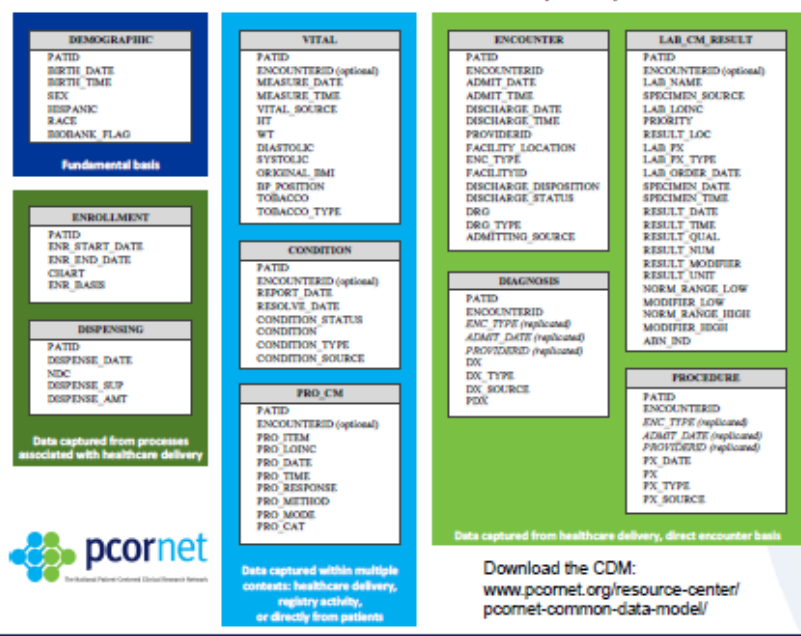 DEMOGRAPHIC
PATID
BIRTH_DATE
BIRTH_TIME
SEX
HISPANIC
RACE
BIOBANK_FLAG
Fundamental basis
ENROLLMENT
PATID
ENR_START_DATE
ENR_END_DATE
CHART
ENR_BASIS
DISPENSING
PATID
DISPENSE_DATE
NDC
DISPENSE_SUP
DISPENSE_AMT
Data captured from processes
associated with healthcare delivery
pcornet
The National Patient-Centered Clinical Research Network
VITAL
PATID
ENCOUNTERID (optional)
MEASURE_DATE
MEASURE_TIME
VITAL_SOURCE
HT
WT
DIASTOLIC
SYSTOLIC
ORIGINAL_BMI
BP_POSITION
TOBACCO
TOBACCO_TYPE
CONDITION
PATID
ENCOUNTERID (optional)
REPORT_DATE
RESOLVE_DATE
CONDITION_STATUS
CONDITION
CONDITION_TYPE
CONDITION_SOURCE
PRO_CM
PATID
ENCOUNTERID (optional)
PRO_ITEM
PRO_LOINC
PRO_DATE
PRO_TIME
PRO_RESPONSE
PRO_METHOD
PRO_MODE
PRO_CAT
Data captured within multiple
contexts: healthcare delivery,
registry activity,
or directly from patients
ENCOUNTER
PATID
ENCOUNTERID
ADMIT_DATE
ADMIT_TIME
DISCHARGE_DATE
DISCHARGE_TIME
PROVIDERID
FACILITY_LOCATION
ENC_TYPE
FACILITYID
DISCHARGE_DISPOSITION
DISCHARGE_STATUS
DRG
DRG_TYPE
ADMITTING_SOURCE
DIAGNOSIS
PATID
ENCOUNTERID
ENC_TYPE (replicated)
ADMIT_DATE (replicated)
PROVIDERID (replicated)
DX
DX_TYPE
DX_SOURCE
PDX
LAB_CM_RESULT
PATID
ENCOUNTERID (optional)
LAB_NAME
SPECIMEN_SOURCE
LAB_LOINC
PRIORITY
RESULT_LOC
LAB_PX
LAB_PX_TYPE
LAB_ORDER_DATE
SPECIMEN_DATE
SPECIMEN_TIME
RESULT_DATE
RESULT_TIME
RESULT_QUAL
RESULT_NUM
RESULT_MODIFIER
RESULT_UNIT
NORM_RANGE_LOW
MODIFIER_LOW
NORM_RANGE_HIGH
MODIFIER_HIGH
ABN_IND
PROCEDURE
PATID
ENCOUNTERID
ENC_TYPE (replicated)
ADMIT_DATE (replicated)
PROVIDERID (replicated)
PX_DATE
PX
PX_TYPE
PX_SOURCE
Data captured from healthcare delivery, direct encounter basis
Download the CDM:
www.pcornet.org/resource-center/
pcornet-common-data-model/